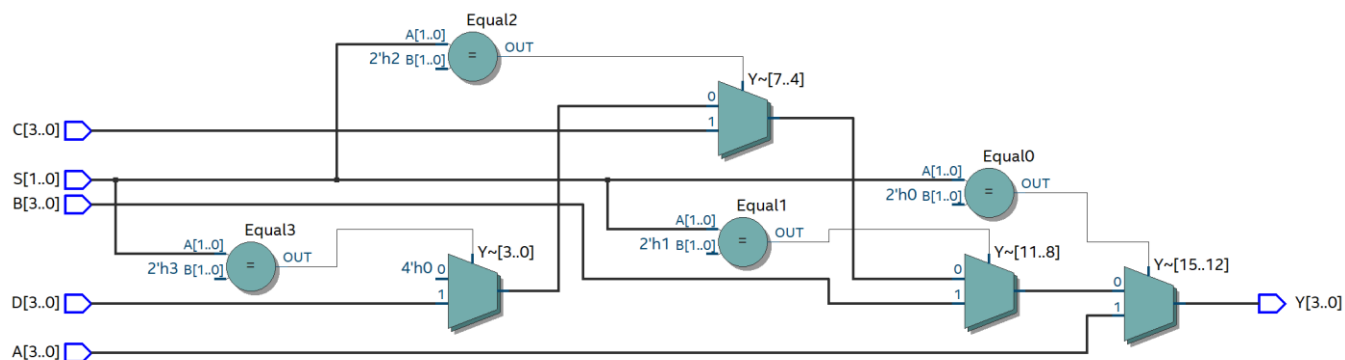 Equal2
A[1..0]
OUT
2'h2 B[1..0]
Y~[7..4]
0
1
C[3..0]
Equal0
A[1..0]
OUT
2'h0 B[1..0]
S[1..0]
B[3..0]
Equal1
A[1..0]
OUT
2'h1 B[1..0]
Equal3
A[1..0]
OUT
2'h3 B[1..0]
Y~[3..0]
4'h0 0
1
D[3..0]
Y~[11..8]
0
1
Y~[15..12]
0
1
Y[3..0]
A[3..0]